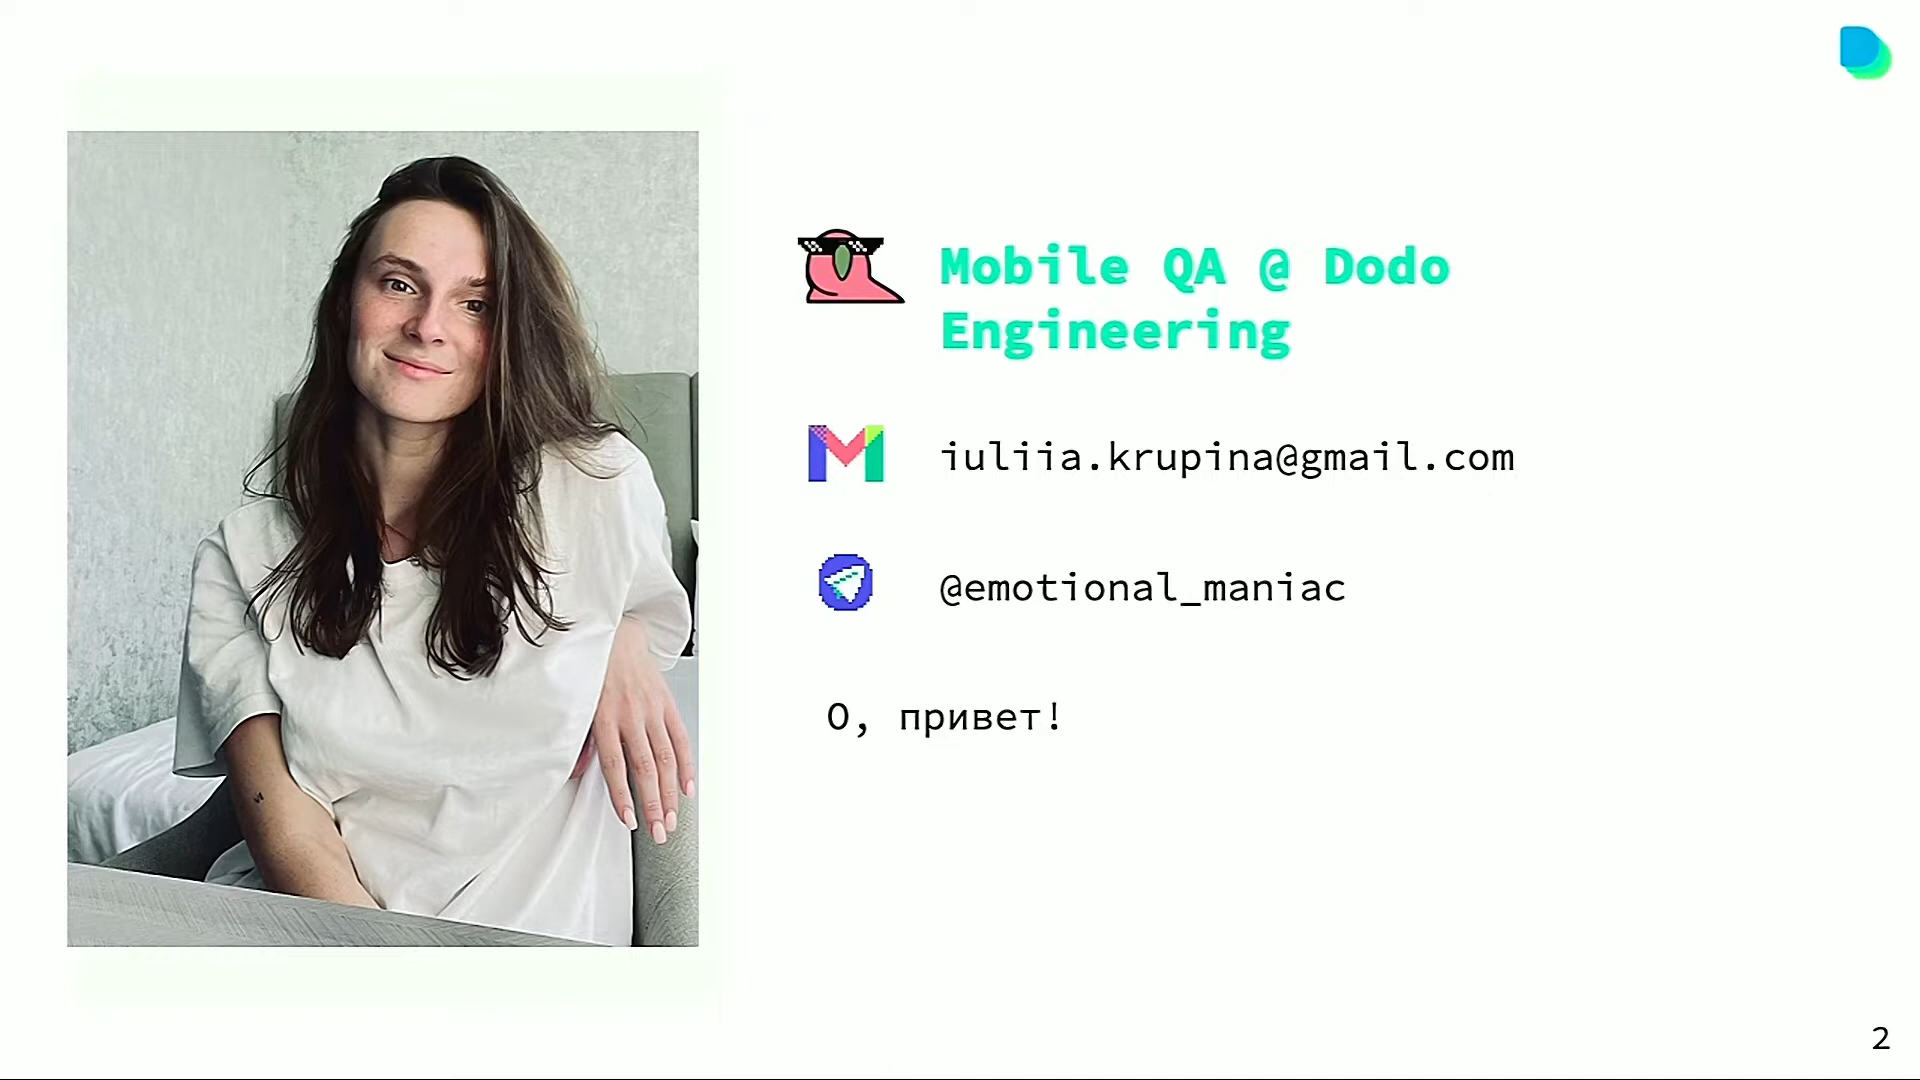 Mobile QA @ Dodo
Engineering
iuliia.krupina@gmail.com
@emotional_maniac
О, привет!
2